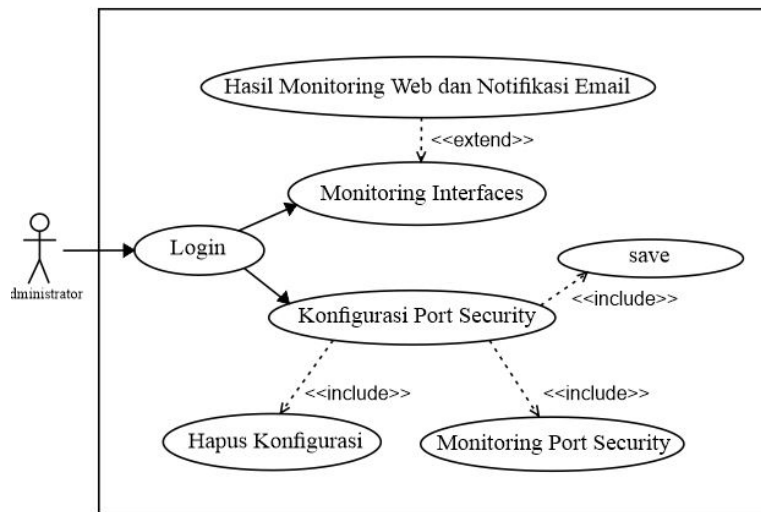 Hasil Monitoring Web dan Notifikasi Email
<<extend>>
Monitoring Interfaces
Login
dministrator
save
<<include>>
Konfigurasi Port Security
<<include>>
<<include>>
Hapus Konfigurasi
Monitoring Port Security